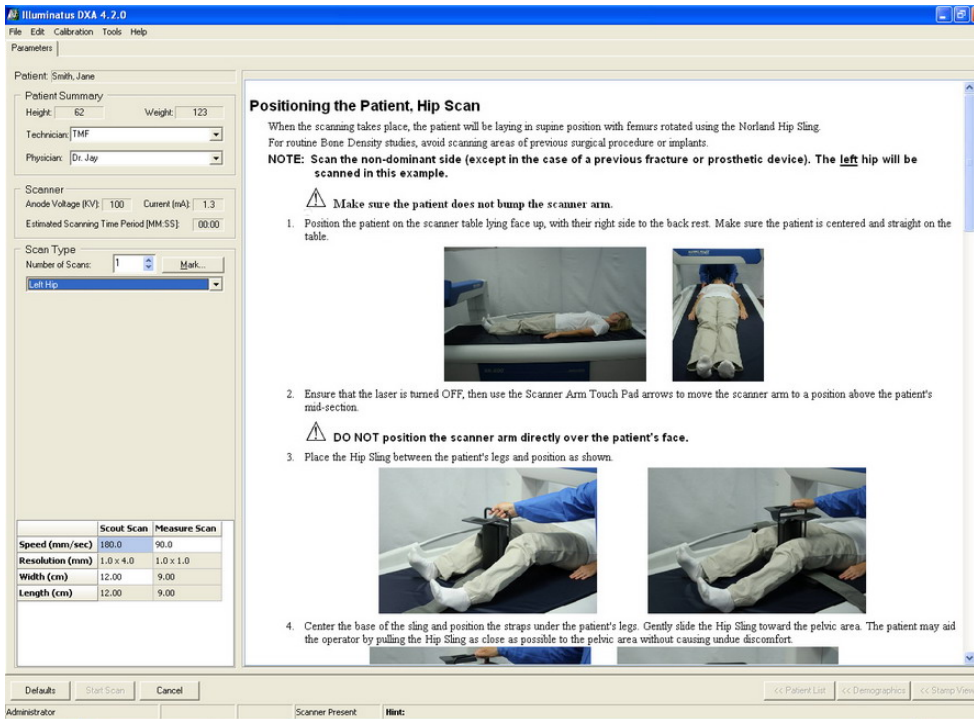 Illuminatus DXA 4.2.0
File Edit Calibration Tools Help
Parameters
Patient: Smith, Jane
Patient Summary
Height: 62 Weight: 123
Technician: TMF
Physician: Dr. Jay
Scanner
Anode Voltage (KV): 100 Current (mA): 1.3
Estimated Scanning Time Period [MM:SS]: 00:00
Scan Type
Number of Scans: 1 Mark...
Left Hip
Scout Scan Measure Scan
Speed (mm/sec) 180.0 90.0
Resolution (mm) 1.0 x 4.0 1.0 x 1.0
Width (cm) 12.00 9.00
Length (cm) 12.00 9.00
Positioning the Patient, Hip Scan
When the scanning takes place, the patient will be laying in supine position with femurs rotated using the Norland Hip Sling.
For routine Bone Density studies, avoid scanning areas of previous surgical procedure or implants.
NOTE: Scan the non-dominant side (except in the case of a previous fracture or prosthetic device). The left hip will be
scanned in this example.
Make sure the patient does not bump the scanner arm.
1. Position the patient on the scanner table lying face up, with their right side to the back rest. Make sure the patient is centered and straight on the
table.
2. Ensure that the laser is turned OFF, then use the Scanner Arm Touch Pad arrows to move the scanner arm to a position above the patient's
mid-section.
DO NOT position the scanner arm directly over the patient's face.
3. Place the Hip Sling between the patient's legs and position as shown.
4. Center the base of the sling and position the straps under the patient's legs. Gently slide the Hip Sling toward the pelvic area. The patient may aid
the operator by pulling the Hip Sling as close as possible to the pelvic area without causing undue discomfort.
Defaults Start Scan Cancel << Patient List << Demographics << Stamp View
Administrator Scanner Present Hint: